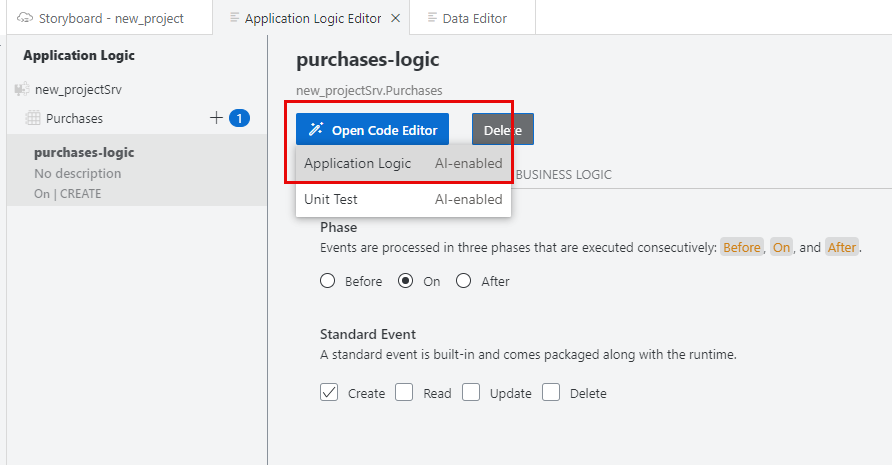 Storyboard - new_project
Application Logic Editor
Data Editor
Application Logic
new_projectSrv
Purchases
1
purchases-logic
No description
On | CREATE
purchases-logic
new_projectSrv.Purchases
Open Code Editor
Delete
Application Logic AI-enabled
BUSINESS LOGIC
Unit Test AI-enabled
Phase
Events are processed in three phases that are executed consecutively: Before, On, and After.
Before On After
Standard Event
A standard event is built-in and comes packaged along with the runtime.
Create Read Update Delete